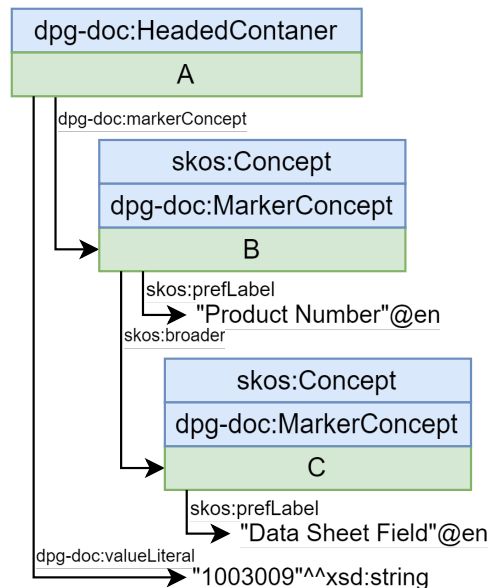 dpg-doc:HeadedContaner
A
dpg-doc:markerConcept
skos:Concept
dpg-doc:MarkerConcept
B
skos:prefLabel
"Product Number"@en
skos:broader
skos:Concept
dpg-doc:MarkerConcept
C
skos:prefLabel
"Data Sheet Field"@en
dpg-doc:valueLiteral
"1003009"^^xsd:string